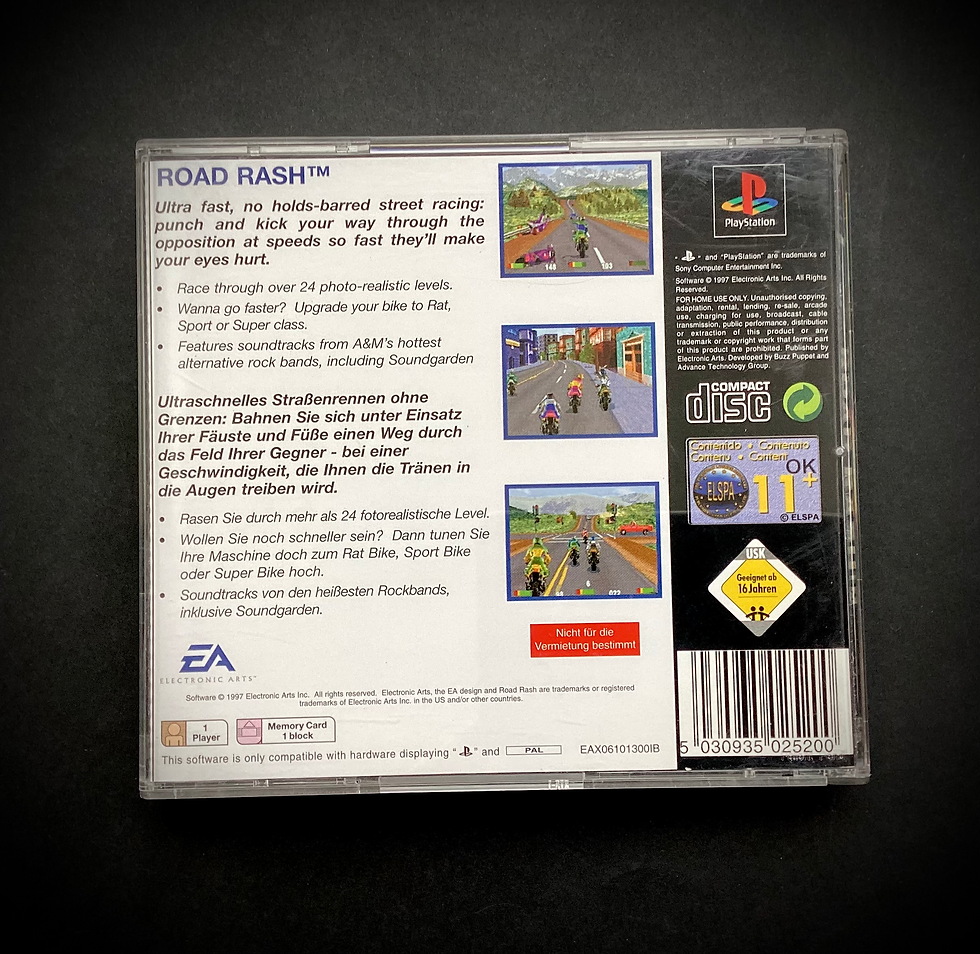 ROAD RASH™
Ultra fast, no holds-barred street racing:
punch and kick your way through the
opposition at speeds so fast they'll make
your eyes hurt.
• Race through over 24 photo-realistic levels.
• Wanna go faster? Upgrade your bike to Rat,
Sport or Super class.
• Features soundtracks from A&M's hottest
alternative rock bands, including Soundgarden
Ultraschnelles Straßenrennen ohne
Grenzen: Bahnen Sie sich unter Einsatz
Ihrer Fäuste und Füße einen Weg durch
das Feld Ihrer Gegner - bei einer
Geschwindigkeit, die Ihnen die Tränen in
die Augen treiben wird.
• Rasen Sie durch mehr als 24 fotorealistische Level.
• Wollen Sie noch schneller sein? Dann tunen Sie
Ihre Maschine doch zum Rat Bike, Sport Bike
oder Super Bike hoch.
• Soundtracks von den heißesten Rockbands,
inklusive Soundgarden.
148 103
6
98 022
Nicht für die
Vermietung bestimmt
EA
ELECTRONIC ARTS™
Software © 1997 Electronic Arts Inc. All rights reserved. Electronic Arts, the EA design and Road Rash are trademarks or registered
trademarks of Electronic Arts Inc. in the US and/or other countries.
1
Player
Memory Card
1 block
This software is only compatible with hardware displaying " " and PAL EAX06101300IB
PlayStation
" " and "PlayStation" are trademarks of
Sony Computer Entertainment Inc.
Software © 1997 Electronic Arts Inc. All Rights
Reserved.
FOR HOME USE ONLY. Unauthorised copying,
adaptation, rental, lending, re-sale, arcade
use, charging for use, broadcast, cable
transmission, public performance, distribution
or extraction of this product or any
trademark or copyright work that forms part
of this product are prohibited. Published by
Electronic Arts. Developed by Buzz Puppet and
Advance Technology Group.
COMPACT
disc
Contenido • Contenuto
Contenu • Content
ELSPA
11+
OK
© ELSPA
USK
Geeignet ab
16 Jahren
5 030935 025200